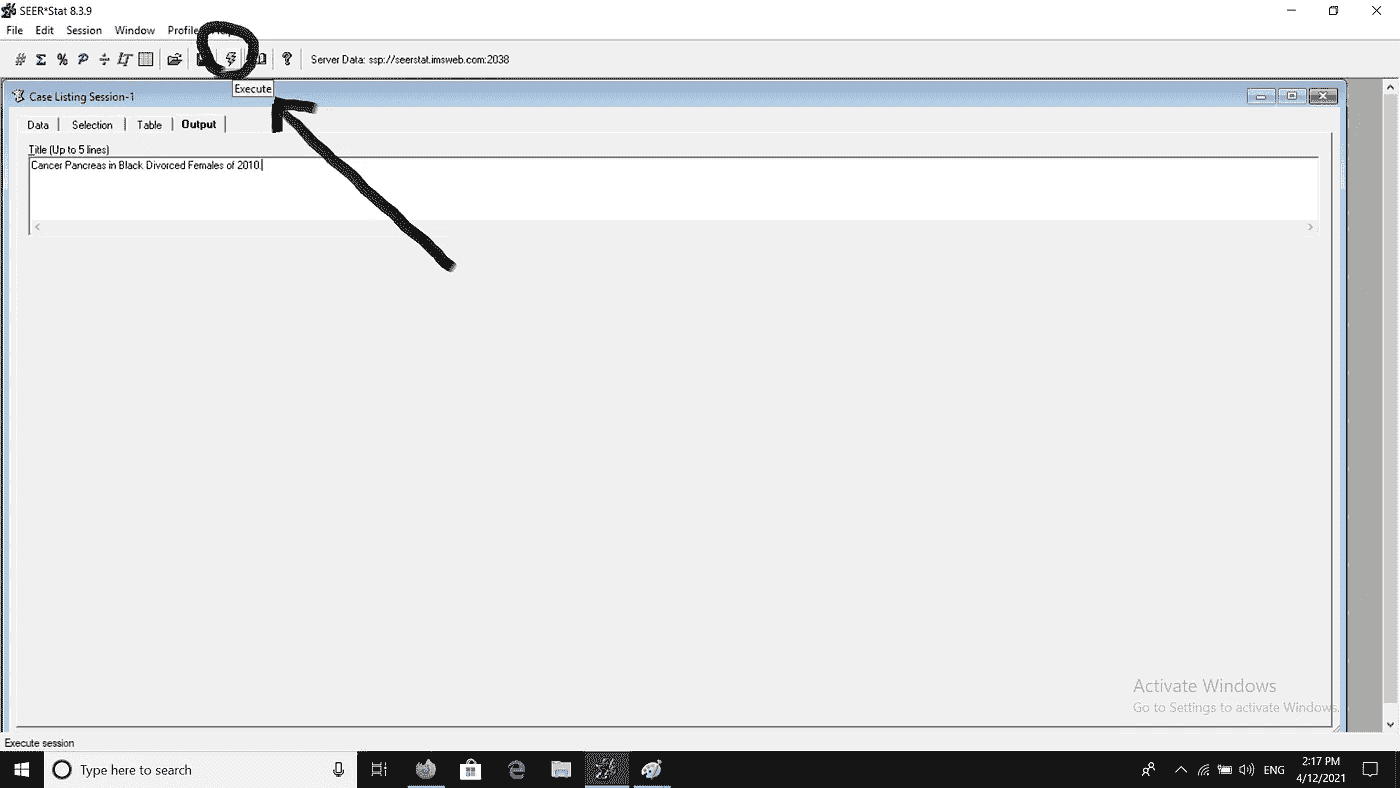 SEER*Stat 8.3.9
File Edit Session Window Profile
# Σ % P ÷ LT ? Server Data: ssp://seerstat.imsweb.com:2038
Execute
Case Listing Session-1
Data Selection Table Output
Title (Up to 5 lines)
Cancer Pancreas in Black Divorced Females of 2010.
Activate Windows
Go to Settings to activate Windows.
Execute session
Type here to search
ENG
2:17 PM
4/12/2021